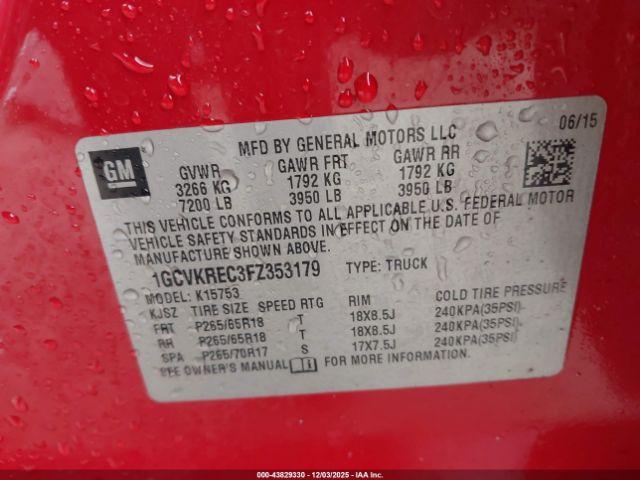 MFD BY GENERAL MOTORS LLC 06/15
GM
GVWR GAWR FRT GAWR RR
3266 KG 1792 KG 1792 KG
7200 LB 3950 LB 3950 LB
THIS VEHICLE CONFORMS TO ALL APPLICABLE U.S. FEDERAL MOTOR
VEHICLE SAFETY STANDARDS IN EFFECT ON THE DATE OF
MANUFACTURE SHOWN ABOVE.
1GCVKREC3FZ353179 TYPE: TRUCK
MODEL: K15753
KJSZ TIRE SIZE SPEED RTG RIM COLD TIRE PRESSURE
FRT P265/65R18 T 18X8.5J 240KPA(35PSI)
RR P265/65R18 T 18X8.5J 240KPA(35PSI)
SPA P265/70R17 S 17X7.5J 240KPA(35PSI)
SEE OWNER'S MANUAL FOR MORE INFORMATION.
000-43829330 - 12/03/2025 - IAA.com